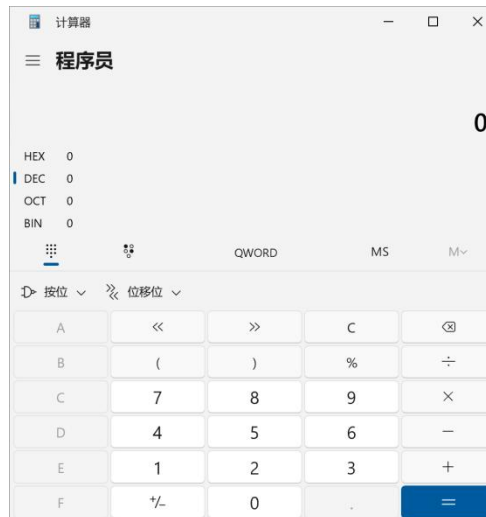 计算器
程序员
0
HEX 0
DEC 0
OCT 0
BIN 0
QWORD MS M
按位 位移位
A << >> C
B ( ) % ÷
C 7 8 9 ×
D 4 5 6 −
E 1 2 3 +
F +/− 0 . =